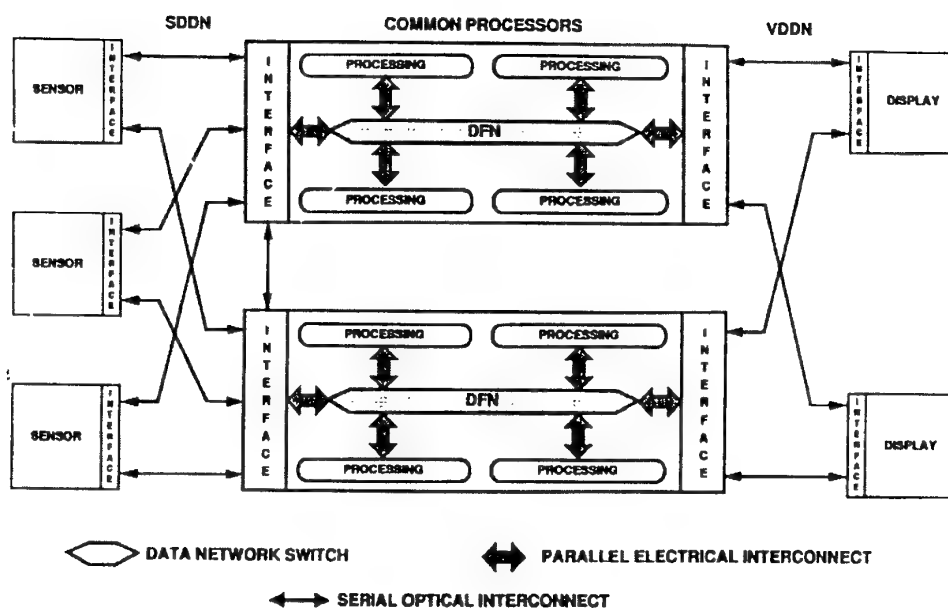 SDDN
COMMON PROCESSORS
VDDN
SENSOR
INTERFACE
SENSOR
INTERFACE
SENSOR
INTERFACE
INTERFACE
PROCESSING
PROCESSING
DFN
PROCESSING
PROCESSING
INTERFACE
INTERFACE
PROCESSING
PROCESSING
DFN
PROCESSING
PROCESSING
INTERFACE
INTERFACE
DISPLAY
INTERFACE
DISPLAY
DATA NETWORK SWITCH
PARALLEL ELECTRICAL INTERCONNECT
SERIAL OPTICAL INTERCONNECT